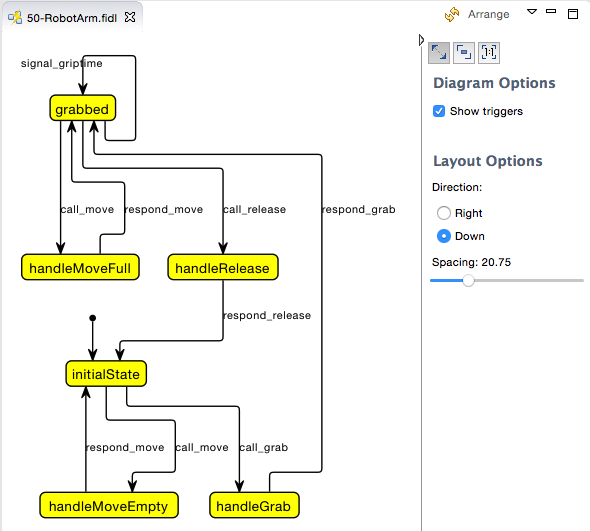 50-RobotArm.fidl
Arrange
signal_griptime
grabbed
call_move
respond_move
call_release
respond_grab
handleMoveFull
handleRelease
respond_release
initialState
respond_move
call_move
call_grab
handleMoveEmpty
handleGrab
1:1
Diagram Options
Show triggers
Layout Options
Direction:
Right
Down
Spacing: 20.75